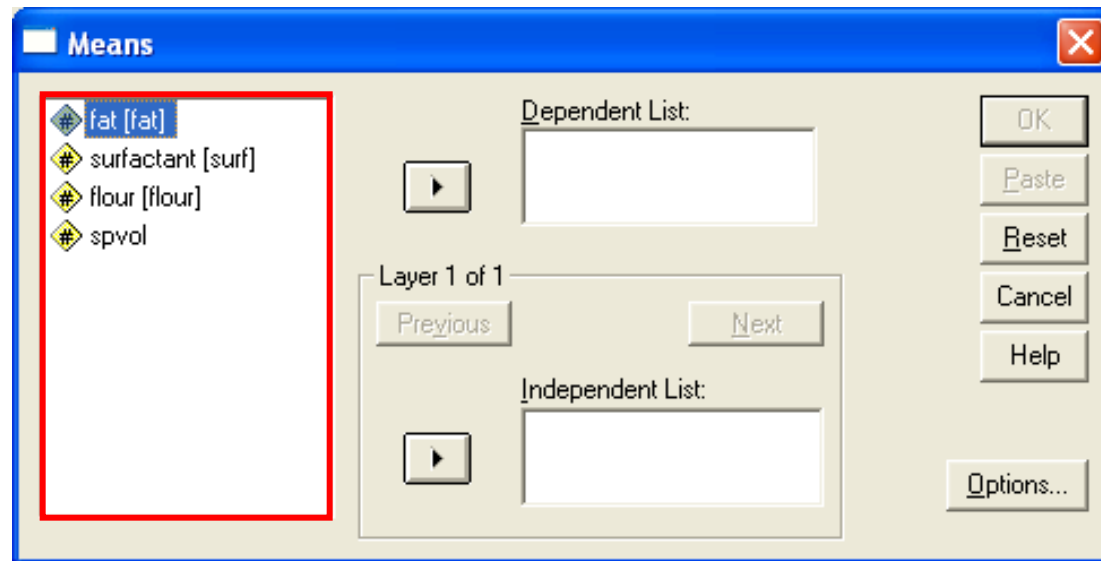 Means
# fat [fat]
# surfactant [surf]
# flour [flour]
# spvol
Dependent List:
Layer 1 of 1
Previous
Next
Independent List:
OK
Paste
Reset
Cancel
Help
Options...